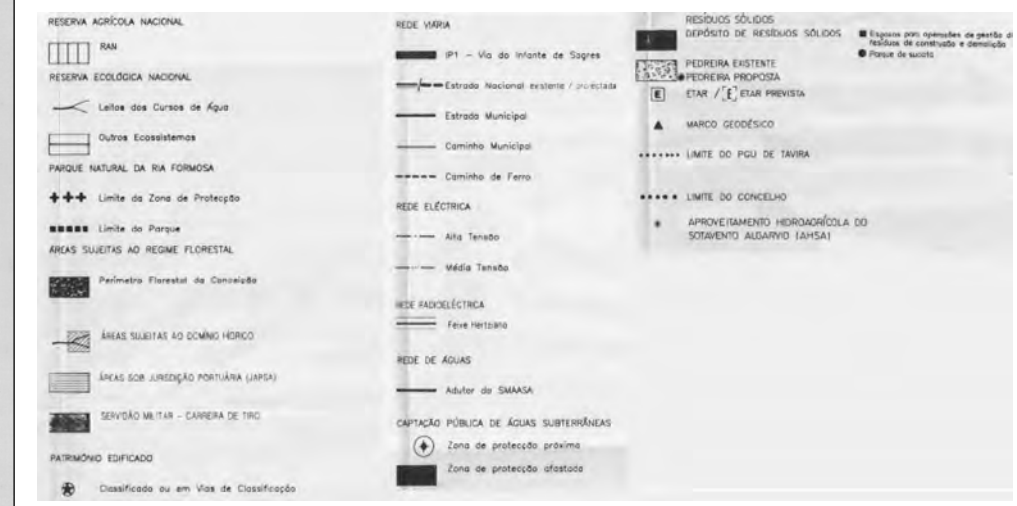 RESERVA AGRÍCOLA NACIONAL
RAN
RESERVA ECOLÓGICA NACIONAL
Leitos dos Cursos de Água
Outros Ecossistemas
PARQUE NATURAL DA RIA FORMOSA
Limite da Zona de Protecção
Limite do Parque
ÁREAS SUJEITAS AO REGIME FLORESTAL
Perímetro Florestal da Conceição
ÁREAS SUJEITAS AO DOMÍNIO HÍDRICO
ÁREAS SOB JURISDIÇÃO PORTUÁRIA (JAPSA)
SERVIDÃO MILITAR - CARREIRA DE TIRO
PATRIMÓNIO EDIFICADO
Classificado ou em Vias de Classificação
REDE VIÁRIA
IP1 - Via do Infante de Sagres
Estrada Nacional existente / projectada
Estrada Municipal
Caminho Municipal
Caminho de Ferro
REDE ELÉCTRICA
Alta Tensão
Média Tensão
REDE RADIOELÉCTRICA
Feixe Hertziano
REDE DE ÁGUAS
Adutor do SMAASA
CAPTAÇÃO PÚBLICA DE ÁGUAS SUBTERRÂNEAS
Zona de protecção próxima
Zona de protecção afastada
RESÍDUOS SÓLIDOS
DEPÓSITO DE RESÍDUOS SÓLIDOS
Espaços para operações de gestão de
resíduos de construção e demolição
Parque de sucata
PEDREIRA EXISTENTE
PEDREIRA PROPOSTA
E ETAR / [E] ETAR PREVISTA
MARCO GEODÉSICO
LIMITE DO PGU DE TAVIRA
LIMITE DO CONCELHO
APROVEITAMENTO HIDROAGRÍCOLA DO
SOTAVENTO ALGARVIO (AHSA)